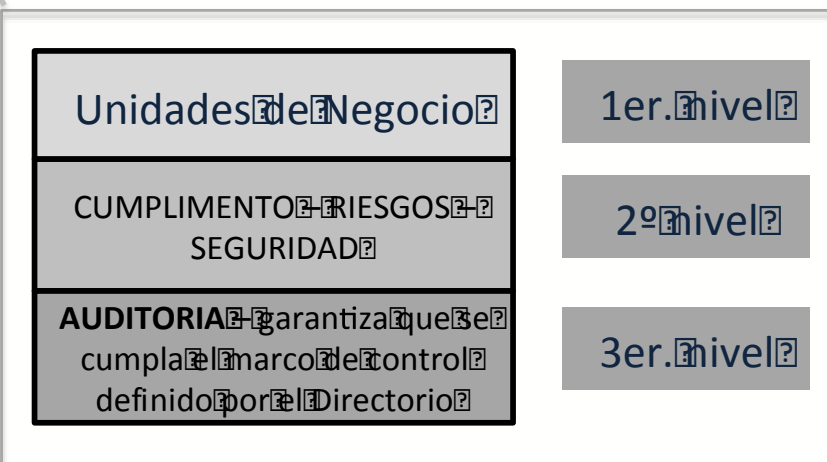 Unidades de Negocio
1er. nivel
CUMPLIMENTO – RIESGOS –
SEGURIDAD
2º nivel
AUDITORIA – garantiza que se
cumpla el marco de control
definido por el Directorio
3er. nivel